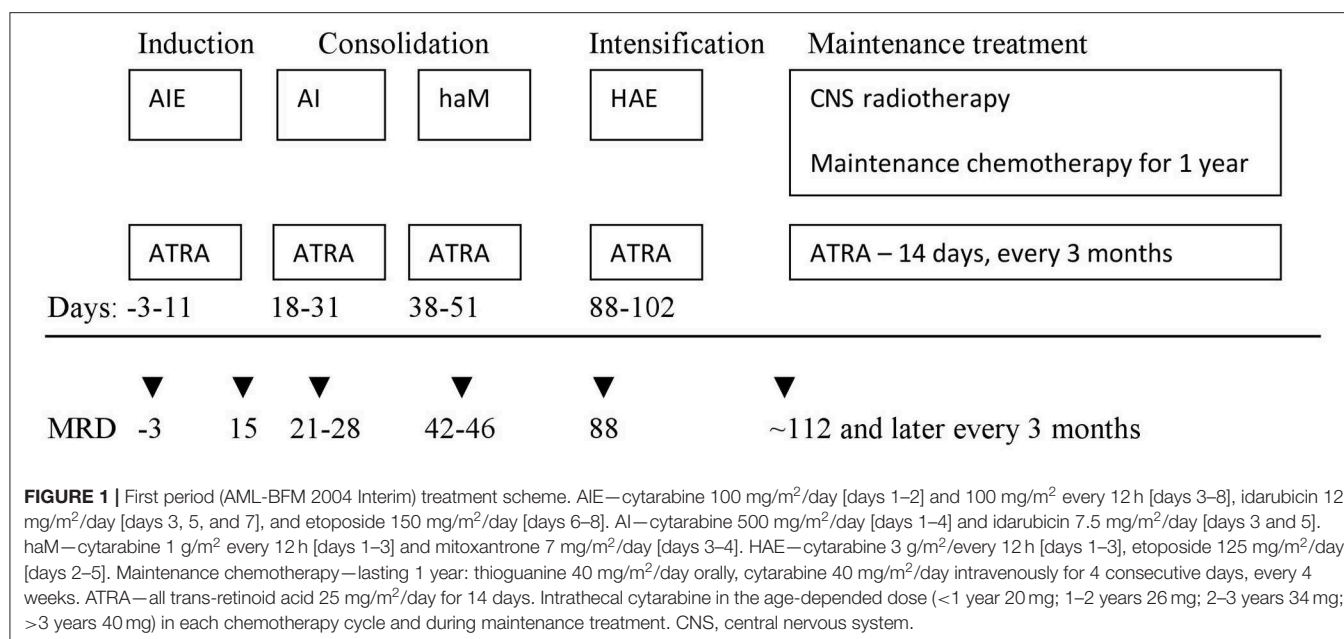 Induction Consolidation Intensification Maintenance treatment
AIE AI haM HAE CNS radiotherapy
Maintenance chemotherapy for 1 year
ATRA ATRA ATRA ATRA ATRA – 14 days, every 3 months
Days: -3-11 18-31 38-51 88-102
▼ ▼ ▼ ▼ ▼ ▼
MRD -3 15 21-28 42-46 88 ~112 and later every 3 months
FIGURE 1 | First period (AML-BFM 2004 Interim) treatment scheme. AIE—cytarabine 100 mg/m²/day [days 1–2] and 100 mg/m² every 12 h [days 3–8], idarubicin 12
mg/m²/day [days 3, 5, and 7], and etoposide 150 mg/m²/day [days 6–8]. AI—cytarabine 500 mg/m²/day [days 1–4] and idarubicin 7.5 mg/m²/day [days 3 and 5].
haM—cytarabine 1 g/m² every 12 h [days 1–3] and mitoxantrone 7 mg/m²/day [days 3–4]. HAE—cytarabine 3 g/m²/every 12 h [days 1–3], etoposide 125 mg/m²/day
[days 2–5]. Maintenance chemotherapy—lasting 1 year: thioguanine 40 mg/m²/day orally, cytarabine 40 mg/m²/day intravenously for 4 consecutive days, every 4
weeks. ATRA—all trans-retinoid acid 25 mg/m²/day for 14 days. Intrathecal cytarabine in the age-depended dose (<1 year 20 mg; 1–2 years 26 mg; 2–3 years 34 mg;
>3 years 40 mg) in each chemotherapy cycle and during maintenance treatment. CNS, central nervous system.